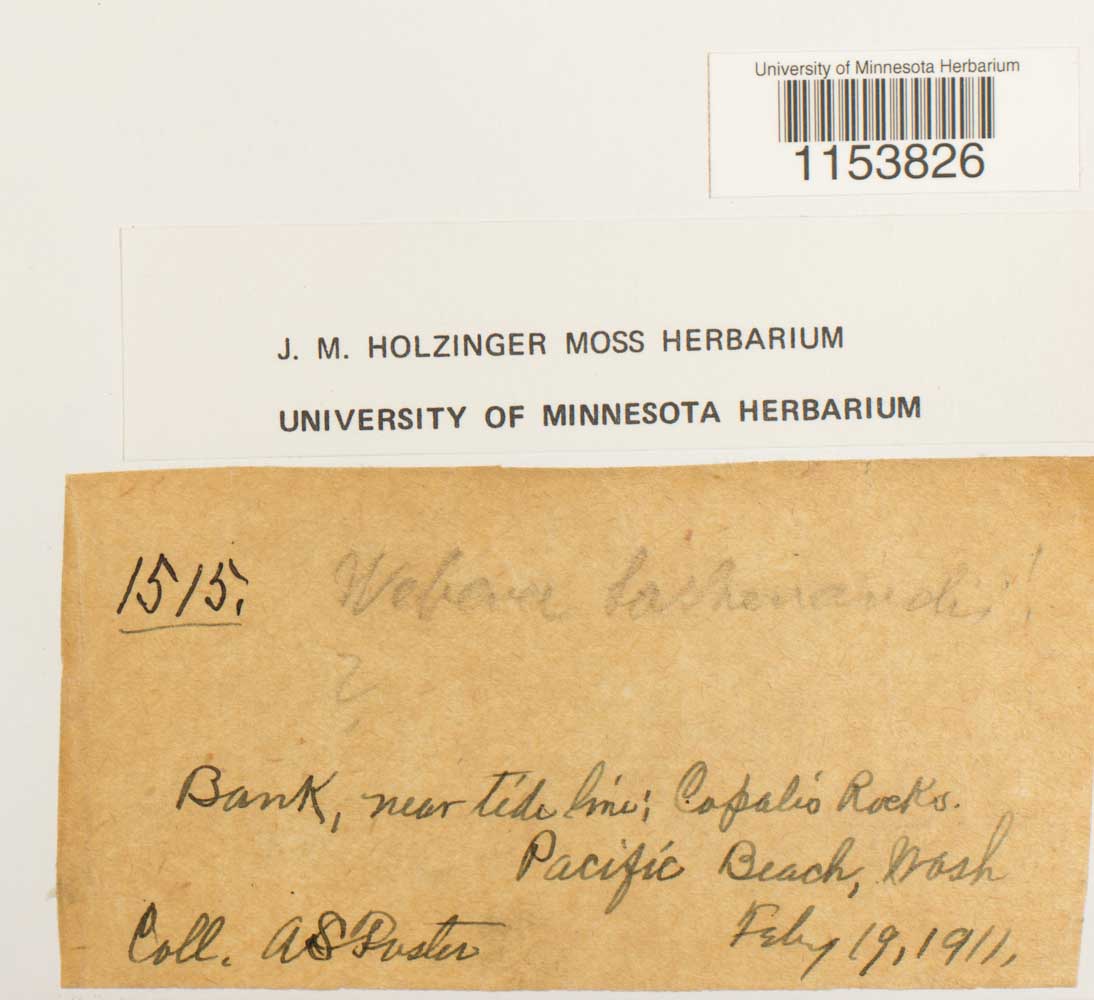 University of Minnesota Herbarium
1153826
J. M. HOLZINGER MOSS HERBARIUM
UNIVERSITY OF MINNESOTA HERBARIUM
1515.
Webera
?
Bank, near tide line; Copalis Rocks.
Pacific Beach, Wash
Coll. A S Foster
Feby 19, 1911.